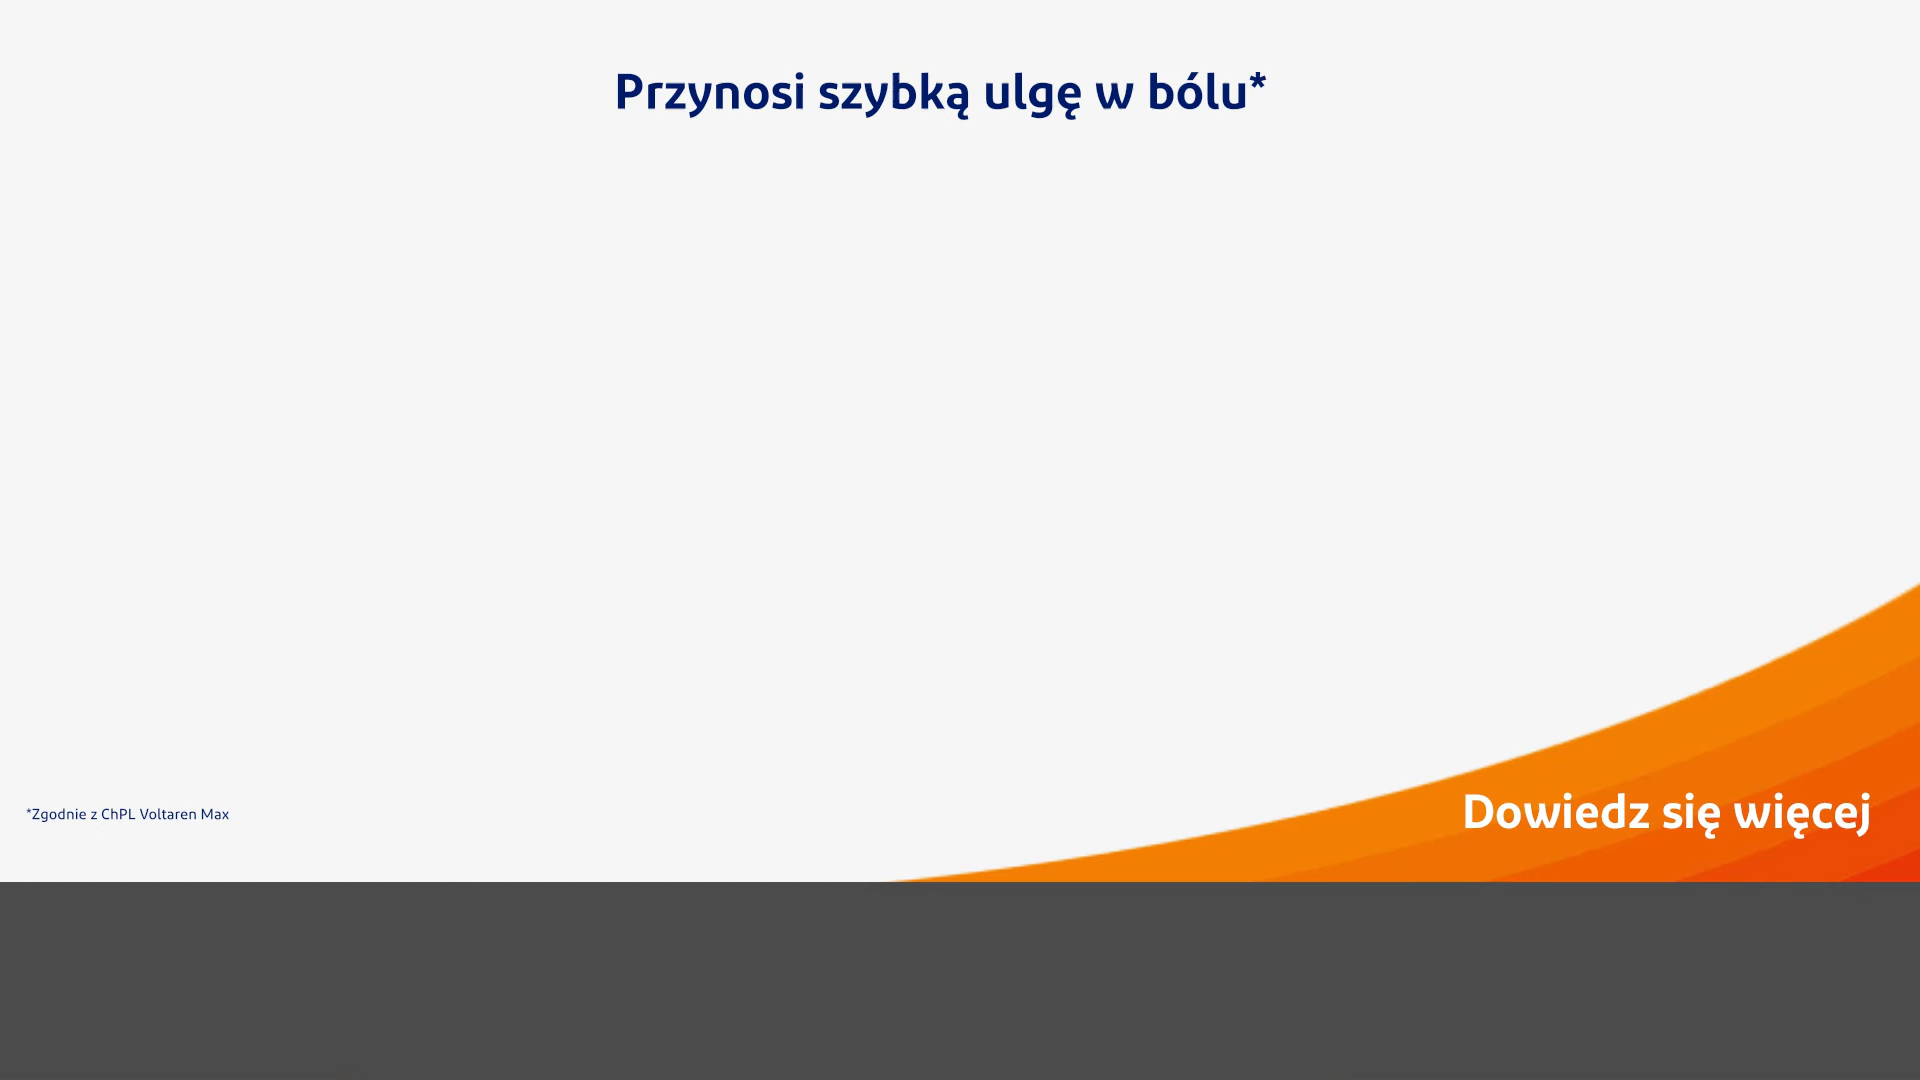 Przynosi szybką ulgę w bólu*
*Zgodnie z ChPL Voltaren Max
Dowiedz się więcej